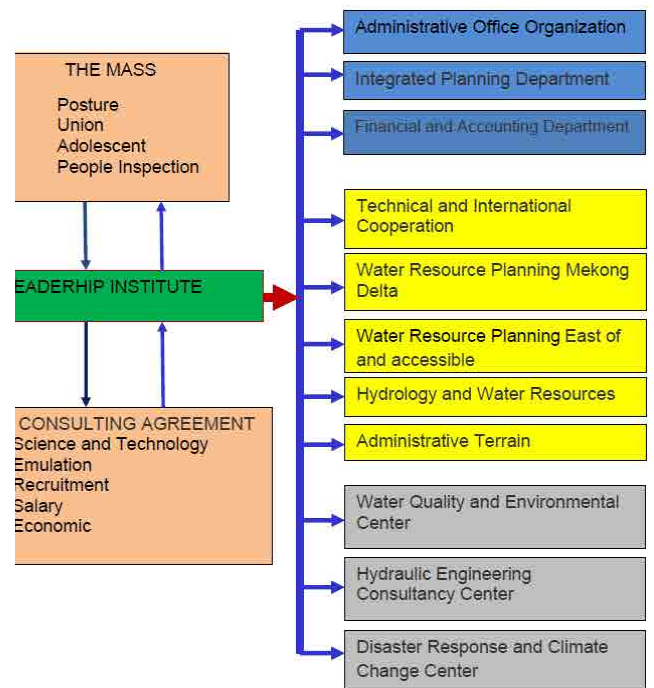 THE MASS
Posture
Union
Adolescent
People Inspection
EADERHIP INSTITUTE
CONSULTING AGREEMENT
Science and Technology
Emulation
Recruitment
Salary
Economic
Administrative Office Organization
Integrated Planning Department
Financial and Accounting Department
Technical and International
Cooperation
Water Resource Planning Mekong
Delta
Water Resource Planning East of
and accessible
Hydrology and Water Resources
Administrative Terrain
Water Quality and Environmental
Center
Hydraulic Engineering
Consultancy Center
Disaster Response and Climate
Change Center